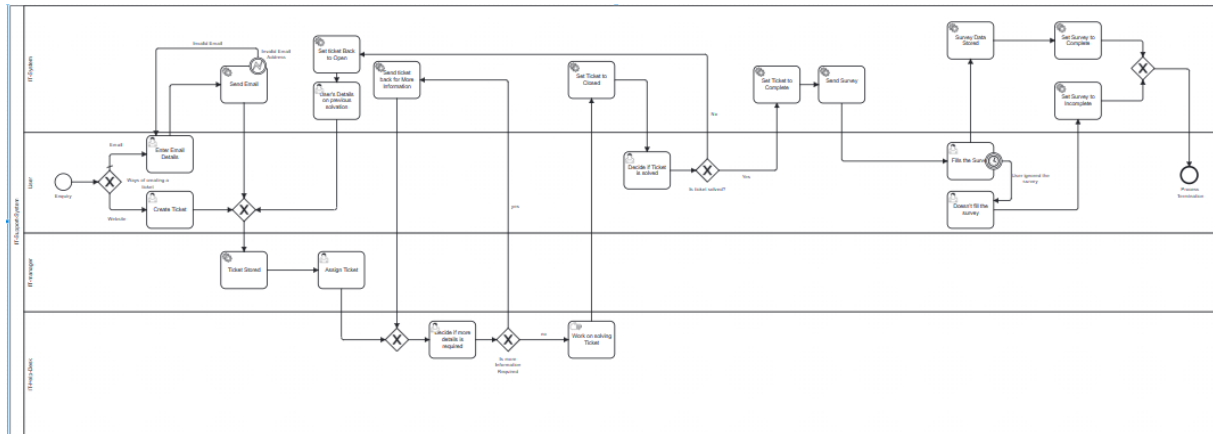 IT-Support-System
IT-System
Invalid Email
Invalid Email
Address
Send Email
Set ticket Back
to Open
User's Details
on previous
solvation
Send ticket
back for More
Information
Set Ticket to
Closed
No
Set Ticket to
Complete
Send Survey
Survey Data
Stored
Set Survey to
Complete
Set Survey to
Incomplete
User
Enquiry
Email
Ways of sending a
ticket
Website
Enter Email
Details
Create Ticket
yes
Decide if Ticket
is solved
Is ticket solved?
Yes
Fills the Survey
User ignored the
survey
Doesn't fill the
survey
Process
Termination
IT-manager
Ticket Stored
Assign Ticket
Decide if more
details is
required
Is more
Information
Required
no
Work on solving
Ticket